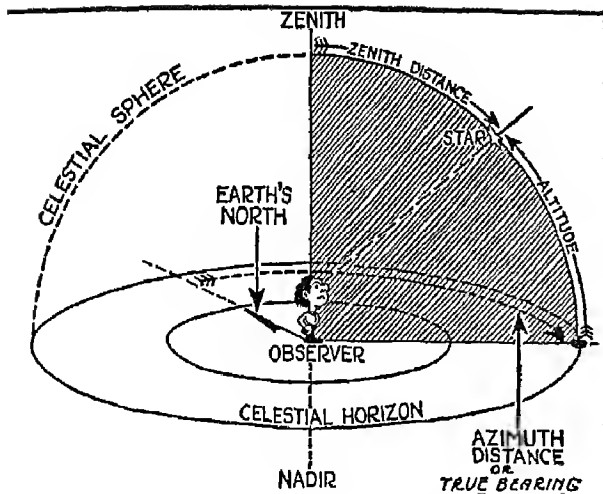 ZENITH
ZENITH DISTANCE
CELESTIAL SPHERE
STAR
ALTITUDE
EARTH'S
NORTH
OBSERVER
CELESTIAL HORIZON
AZIMUTH
DISTANCE
OR
TRUE BEARING
NADIR